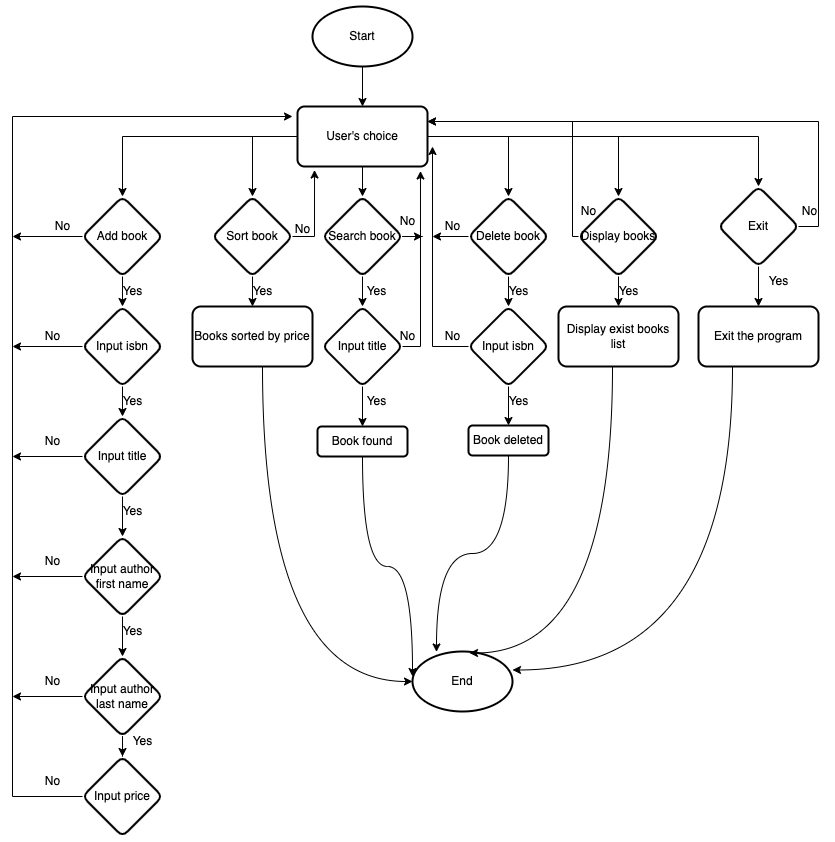 Start
User's choice
No
Add book
No
Sort book
No
Search book
No
Delete book
No
Display books
No
Exit
Yes
Yes
Yes
Yes
Yes
Yes
No
Input isbn
Books sorted by price
No
Input title
No
Input isbn
Display exist books
list
Exit the program
Yes
Yes
Yes
No
Input title
Book found
Book deleted
Yes
No
Input author
first name
Yes
No
Input author
last name
End
Yes
No
Input price